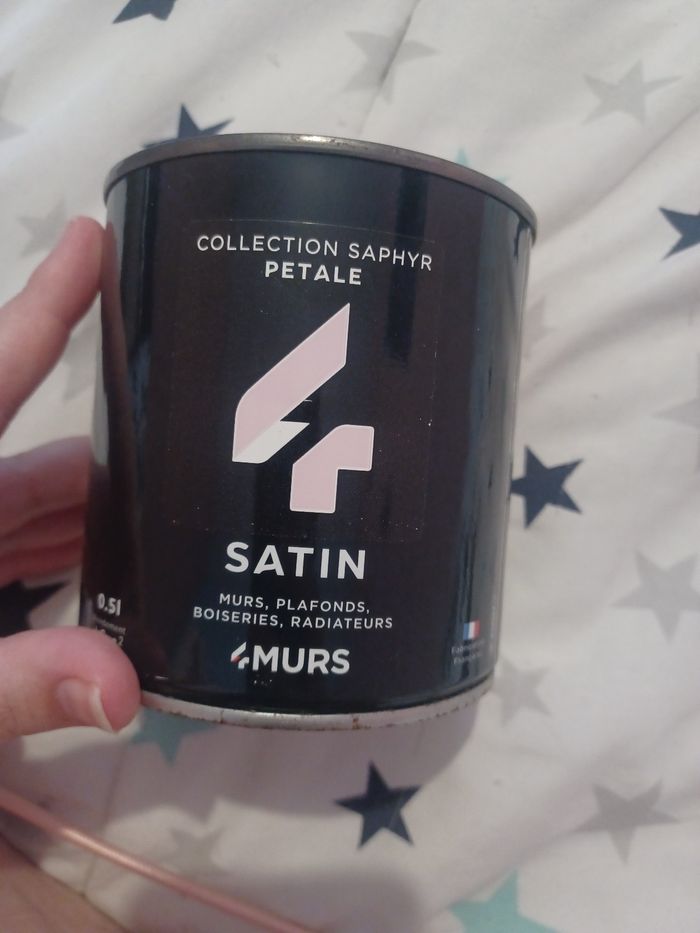 COLLECTION SAPHYR
PETALE
SATIN
MURS, PLAFONDS,
BOISERIES, RADIATEURS
4MURS
0.5l